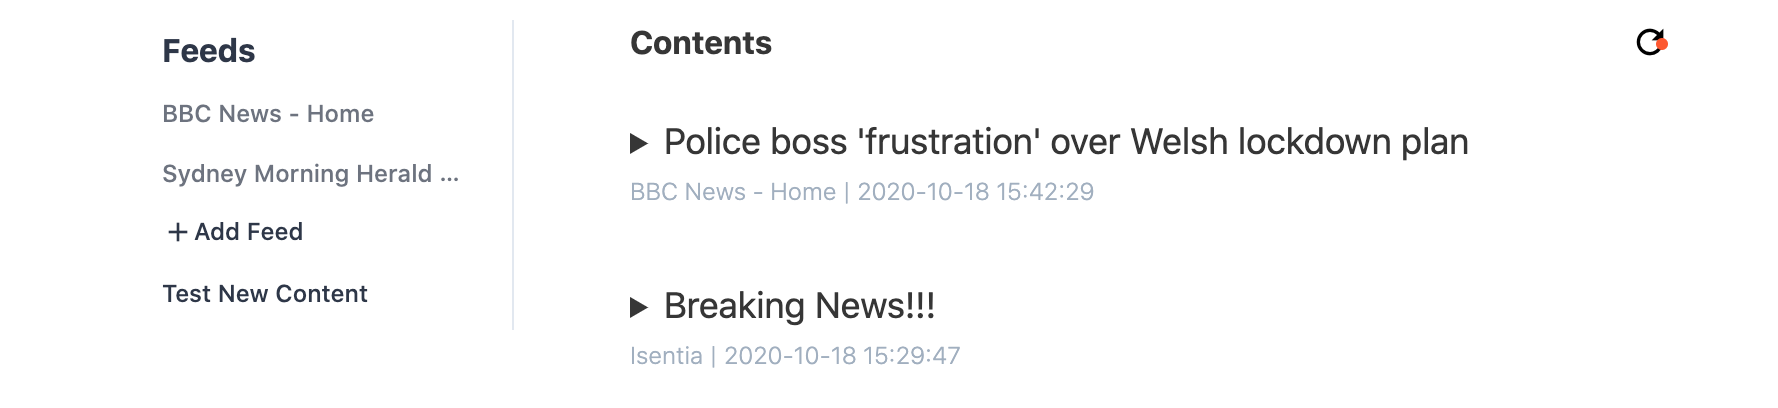 Feeds
BBC News - Home
Sydney Morning Herald ...
+ Add Feed
Test New Content
Contents
Police boss 'frustration' over Welsh lockdown plan
BBC News - Home | 2020-10-18 15:42:29
Breaking News!!!
Isentia | 2020-10-18 15:29:47